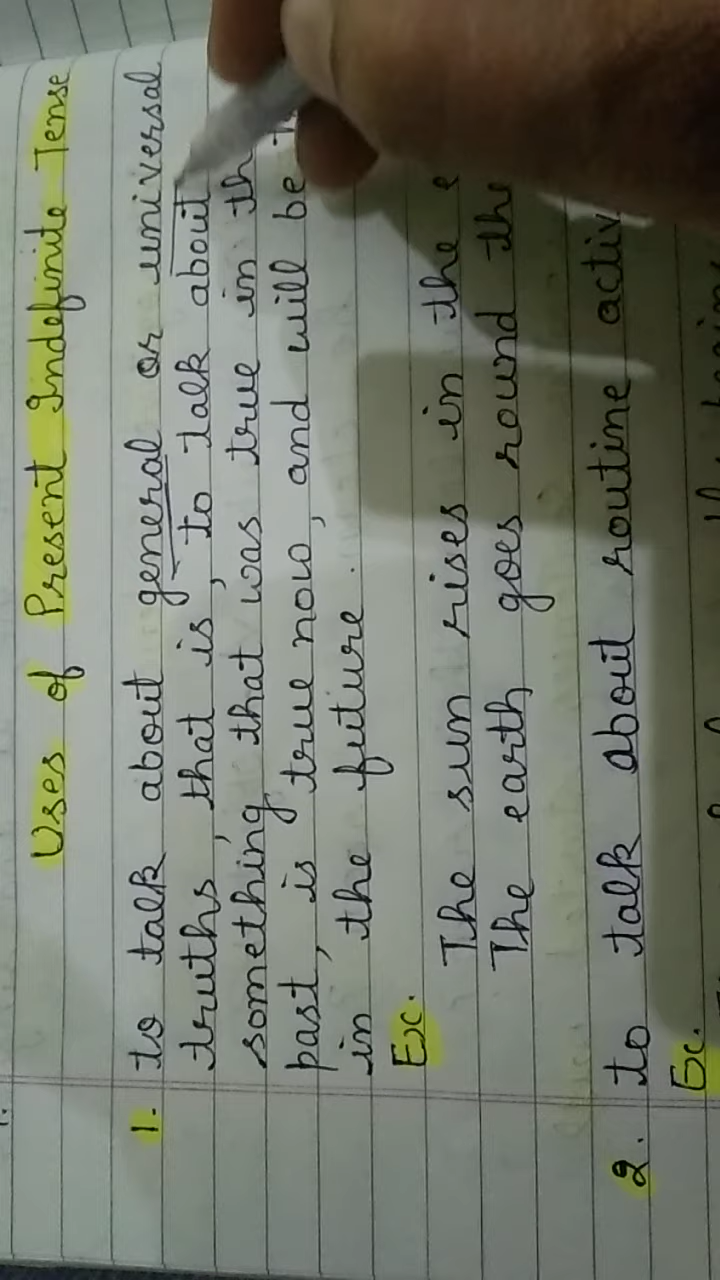 Uses of Present Indefinite Tense
1. to talk about general or universal
truths, that is, to talk about
something that was true in th
past, is true now, and will be
in the future.
Ex.
The sun rises in the e
The earth goes round the
2. to talk about routine activ
Ex.